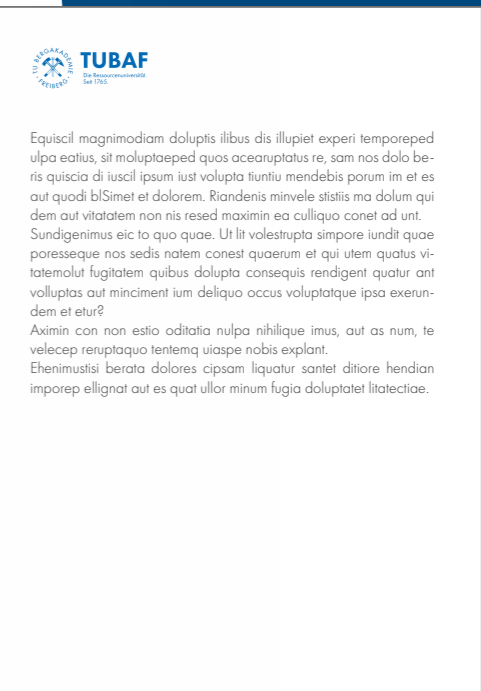 TU BERGAKADEMIE
FREIBERG
TUBAF
Die Ressourcenuniversität.
Seit 1765.
Equiscil magnimodiam doluptis ilibus dis illupiet experi temporeped
ulpa eatius, sit moluptaeped quos acearuptatus re, sam nos dolo be-
ris quiscia di iuscil ipsum iust volupta tiuntiu mendebis porum im et es
aut quodi blSimet et dolorem. Riandenis minvele stistiis ma dolum qui
dem aut vitatatem non nis resed maximin ea culliquo conet ad unt.
Sundigenimus eic to quo quae. Ut lit volestrupta simpore iundit quae
poresseque nos sedis natem conest quaerum et qui utem quatus vi-
tatemolut fugitatem quibus dolupta consequis rendigent quatur ant
volluptas aut minciment ium deliquo occus voluptatque ipsa exerun-
dem et etur?
Aximin con non estio oditatia nulpa nihilique imus, aut as num, te
velecep reruptaquo tentemq uiaspe nobis explant.
Ehenimustisi berata dolores cipsam liquatur santet ditiore hendian
imporep ellignat aut es quat ullor minum fugia doluptatet litatectiae.